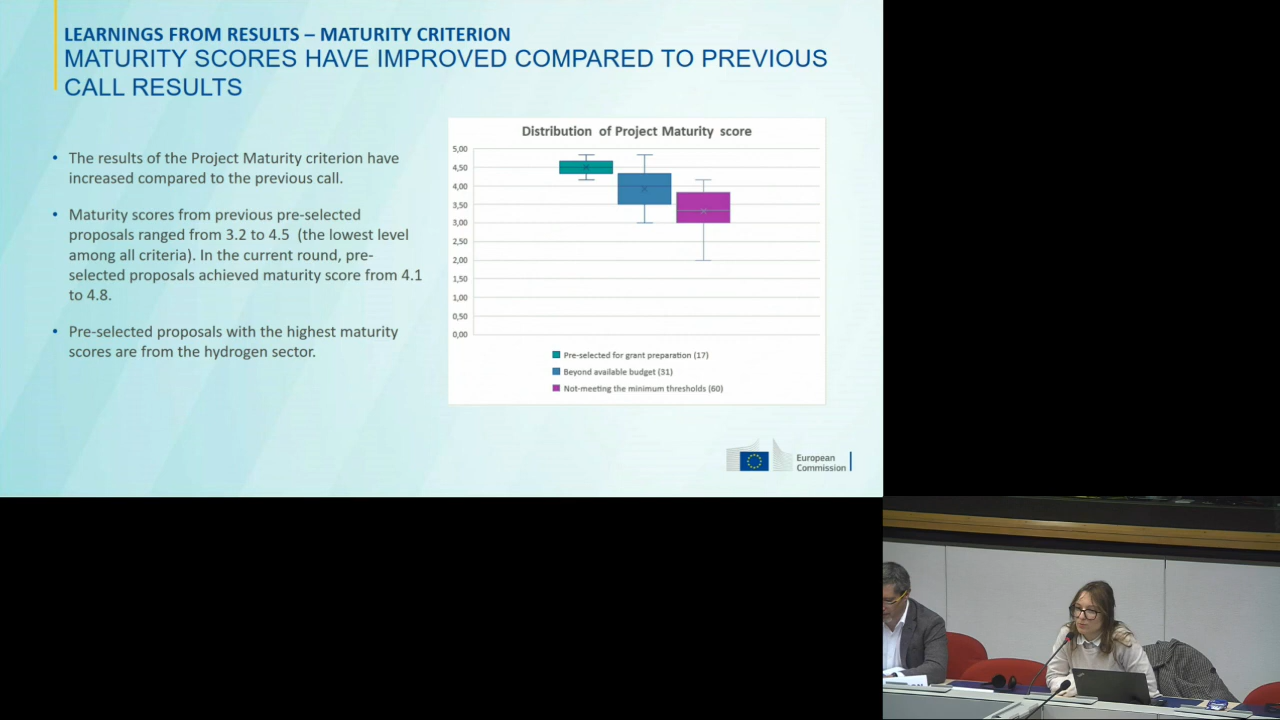 LEARNINGS FROM RESULTS – MATURITY CRITERION
MATURITY SCORES HAVE IMPROVED COMPARED TO PREVIOUS
CALL RESULTS
• The results of the Project Maturity criterion have
increased compared to the previous call.
• Maturity scores from previous pre-selected
proposals ranged from 3.2 to 4.5 (the lowest level
among all criteria). In the current round, pre-
selected proposals achieved maturity score from 4.1
to 4.8.
• Pre-selected proposals with the highest maturity
scores are from the hydrogen sector.
Distribution of Project Maturity score
5,00
4,50
4,00
3,50
3,00
2,50
2,00
1,50
1,00
0,50
0,00
Pre-selected for grant preparation (17)
Beyond available budget (31)
Not-meeting the minimum thresholds (60)
European
Commission